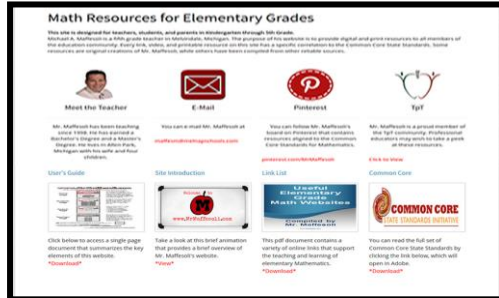 Math Resources for Elementary Grades
This site is designed for teachers, students, and parents in Kindergarten through 5th Grade.
Michael A. Maffesoli is a fifth grade teacher in Melvindale, Michigan. The purpose of his website is to provide digital and print resources to all members of
the education community. Every link, video, and printable resource on this site has a specific correlation to the Common Core State Standards. Some
resources are original creations of Mr. Maffesoli, while others have been compiled from other reliable sources.
Meet the Teacher
E-Mail
Pinterest
TpT
Mr. Maffesoli has been teaching
since 1998. He has earned a
Bachelor's Degree and a Master's
Degree. He lives in Allen Park,
Michigan with his wife and four
children.
You can e-mail Mr. Maffesoli at
You can follow Mr. Maffesoli's
board on Pinterest that contains
resources aligned to the Common
Core Standards for Mathematics.
pinterest.com/MrMaffesoli
Mr. Maffesoli is a proud member of
the TpT community. Professional
educators may wish to take a peek
at these resources.
Click to View
User's Guide
Site Introduction
Link List
Common Core
Welcome to
M
www.MrMaffesoli.com
Useful
Elementary
Grade
Math Websites
Compiled by
Mr. Maffesoli
COMMON CORE
STATE STANDARDS INITIATIVE
Click below to access a single-page
document that summarizes the key
elements of this website.
*Download*
Take a look at this brief animation
that provides a brief overview of
Mr. Maffesoli's website.
*View*
This pdf document contains a
variety of online links that support
the teaching and learning of
elementary Mathematics.
*Download*
You can read the full set of
Common Core State Standards by
clicking the link below, which will
open in Adobe.
*Download*